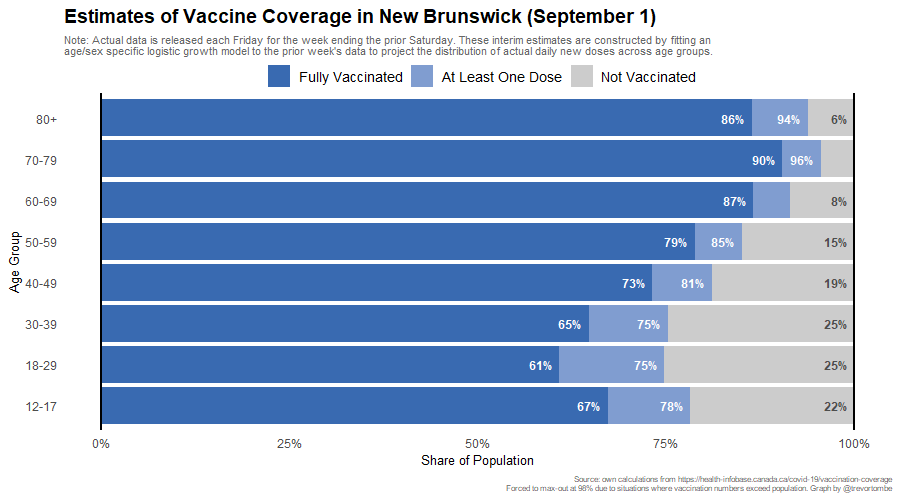 Estimates of Vaccine Coverage in New Brunswick (September 1)
Note: Actual data is released each Friday for the week ending the prior Saturday. These interim estimates are constructed by fitting an
age/sex specific logistic growth model to the prior week's data to project the distribution of actual daily new doses across age groups.
Fully Vaccinated At Least One Dose Not Vaccinated
80+ 86% 94% 6%
70-79 90% 96%
60-69 87% 8%
50-59 79% 85% 15%
Age Group
40-49 73% 81% 19%
30-39 65% 75% 25%
18-29 61% 75% 25%
12-17 67% 78% 22%
0% 25% 50% 75% 100%
Share of Population
Source: own calculations from https://health-infobase.canada.ca/covid-19/vaccination-coverage
Forced to max-out at 98% due to situations where vaccination numbers exceed population. Graph by @trevortombe